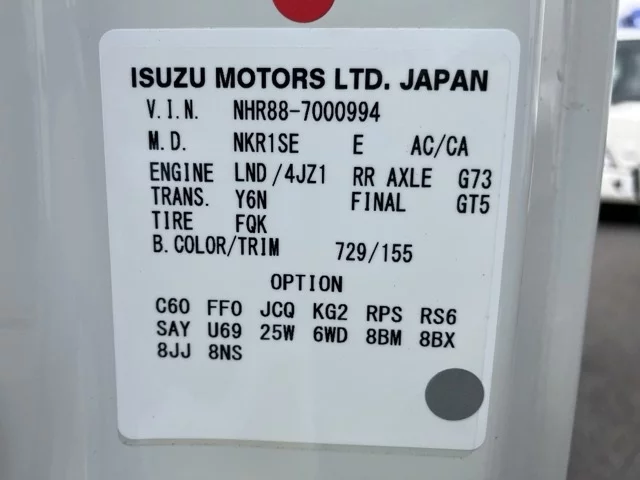 ISUZU MOTORS LTD. JAPAN
V.I.N. NHR88-7000994
M.D. NKR1SE E AC/CA
ENGINE LND/4JZ1 RR AXLE G73
TRANS. Y6N FINAL GT5
TIRE FQK
B.COLOR/TRIM 729/155
OPTION
C60 FF0 JCQ KG2 RPS RS6
SAY U69 25W 6WD 8BM 8BX
8JJ 8NS